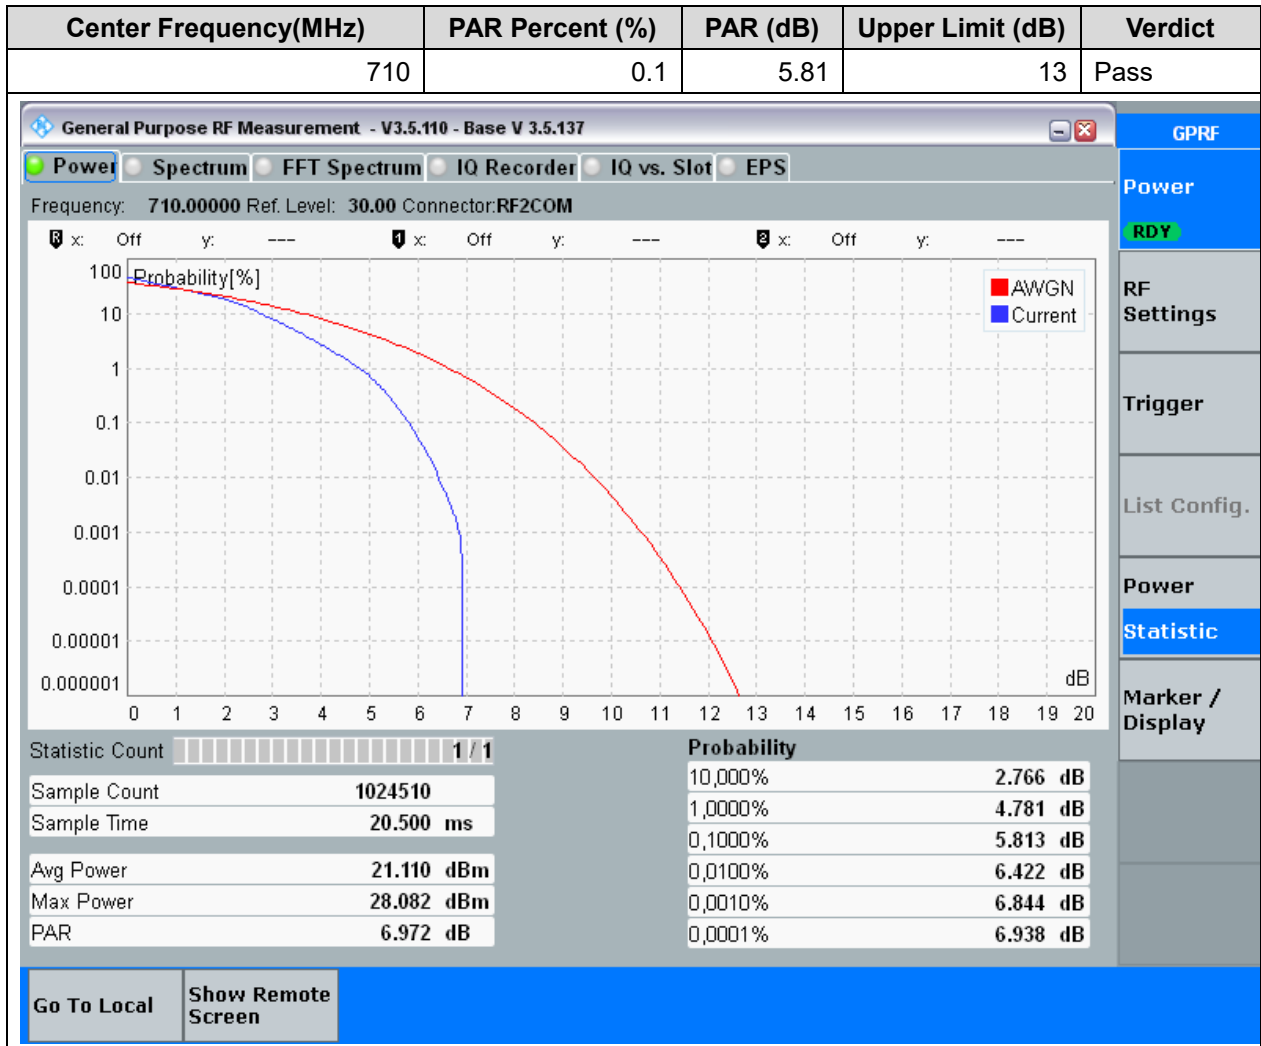 Center Frequency(MHz) PAR Percent (%) PAR (dB) Upper Limit (dB) Verdict
710 0.1 5.81 13 Pass
General Purpose RF Measurement - V3.5.110 - Base V 3.5.137
GPRF
Power Spectrum FFT Spectrum IQ Recorder IQ vs. Slot EPS
Power
RDY
Frequency: 710.00000 Ref. Level: 30.00 Connector:RF2COM
R x: Off y: --- 1 x: Off y: --- 2 x: Off y: ---
Probability[%]
100
10
1
0.1
0.01
0.001
0.0001
0.00001
0.000001
AWGN
Current
dB
0 1 2 3 4 5 6 7 8 9 10 11 12 13 14 15 16 17 18 19 20
RF
Settings
Trigger
List Config.
Power
Statistic
Marker /
Display
Statistic Count 1 / 1
Sample Count 1024510
Sample Time 20.500 ms
Avg Power 21.110 dBm
Max Power 28.082 dBm
PAR 6.972 dB
Probability
10,000% 2.766 dB
1,0000% 4.781 dB
0,1000% 5.813 dB
0,0100% 6.422 dB
0,0010% 6.844 dB
0,0001% 6.938 dB
Go To Local
Show Remote
Screen